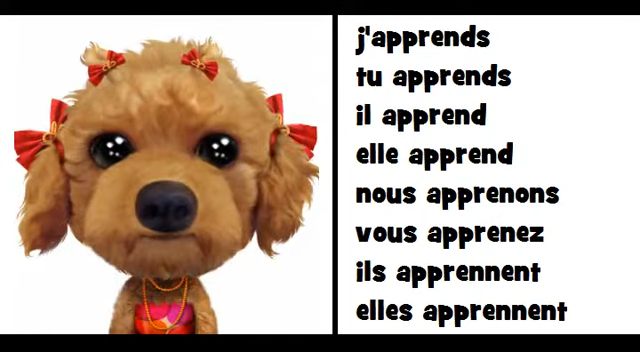 j'apprends
tu apprends
il apprend
elle apprend
nous apprenons
vous apprenez
ils apprennent
elles apprennent